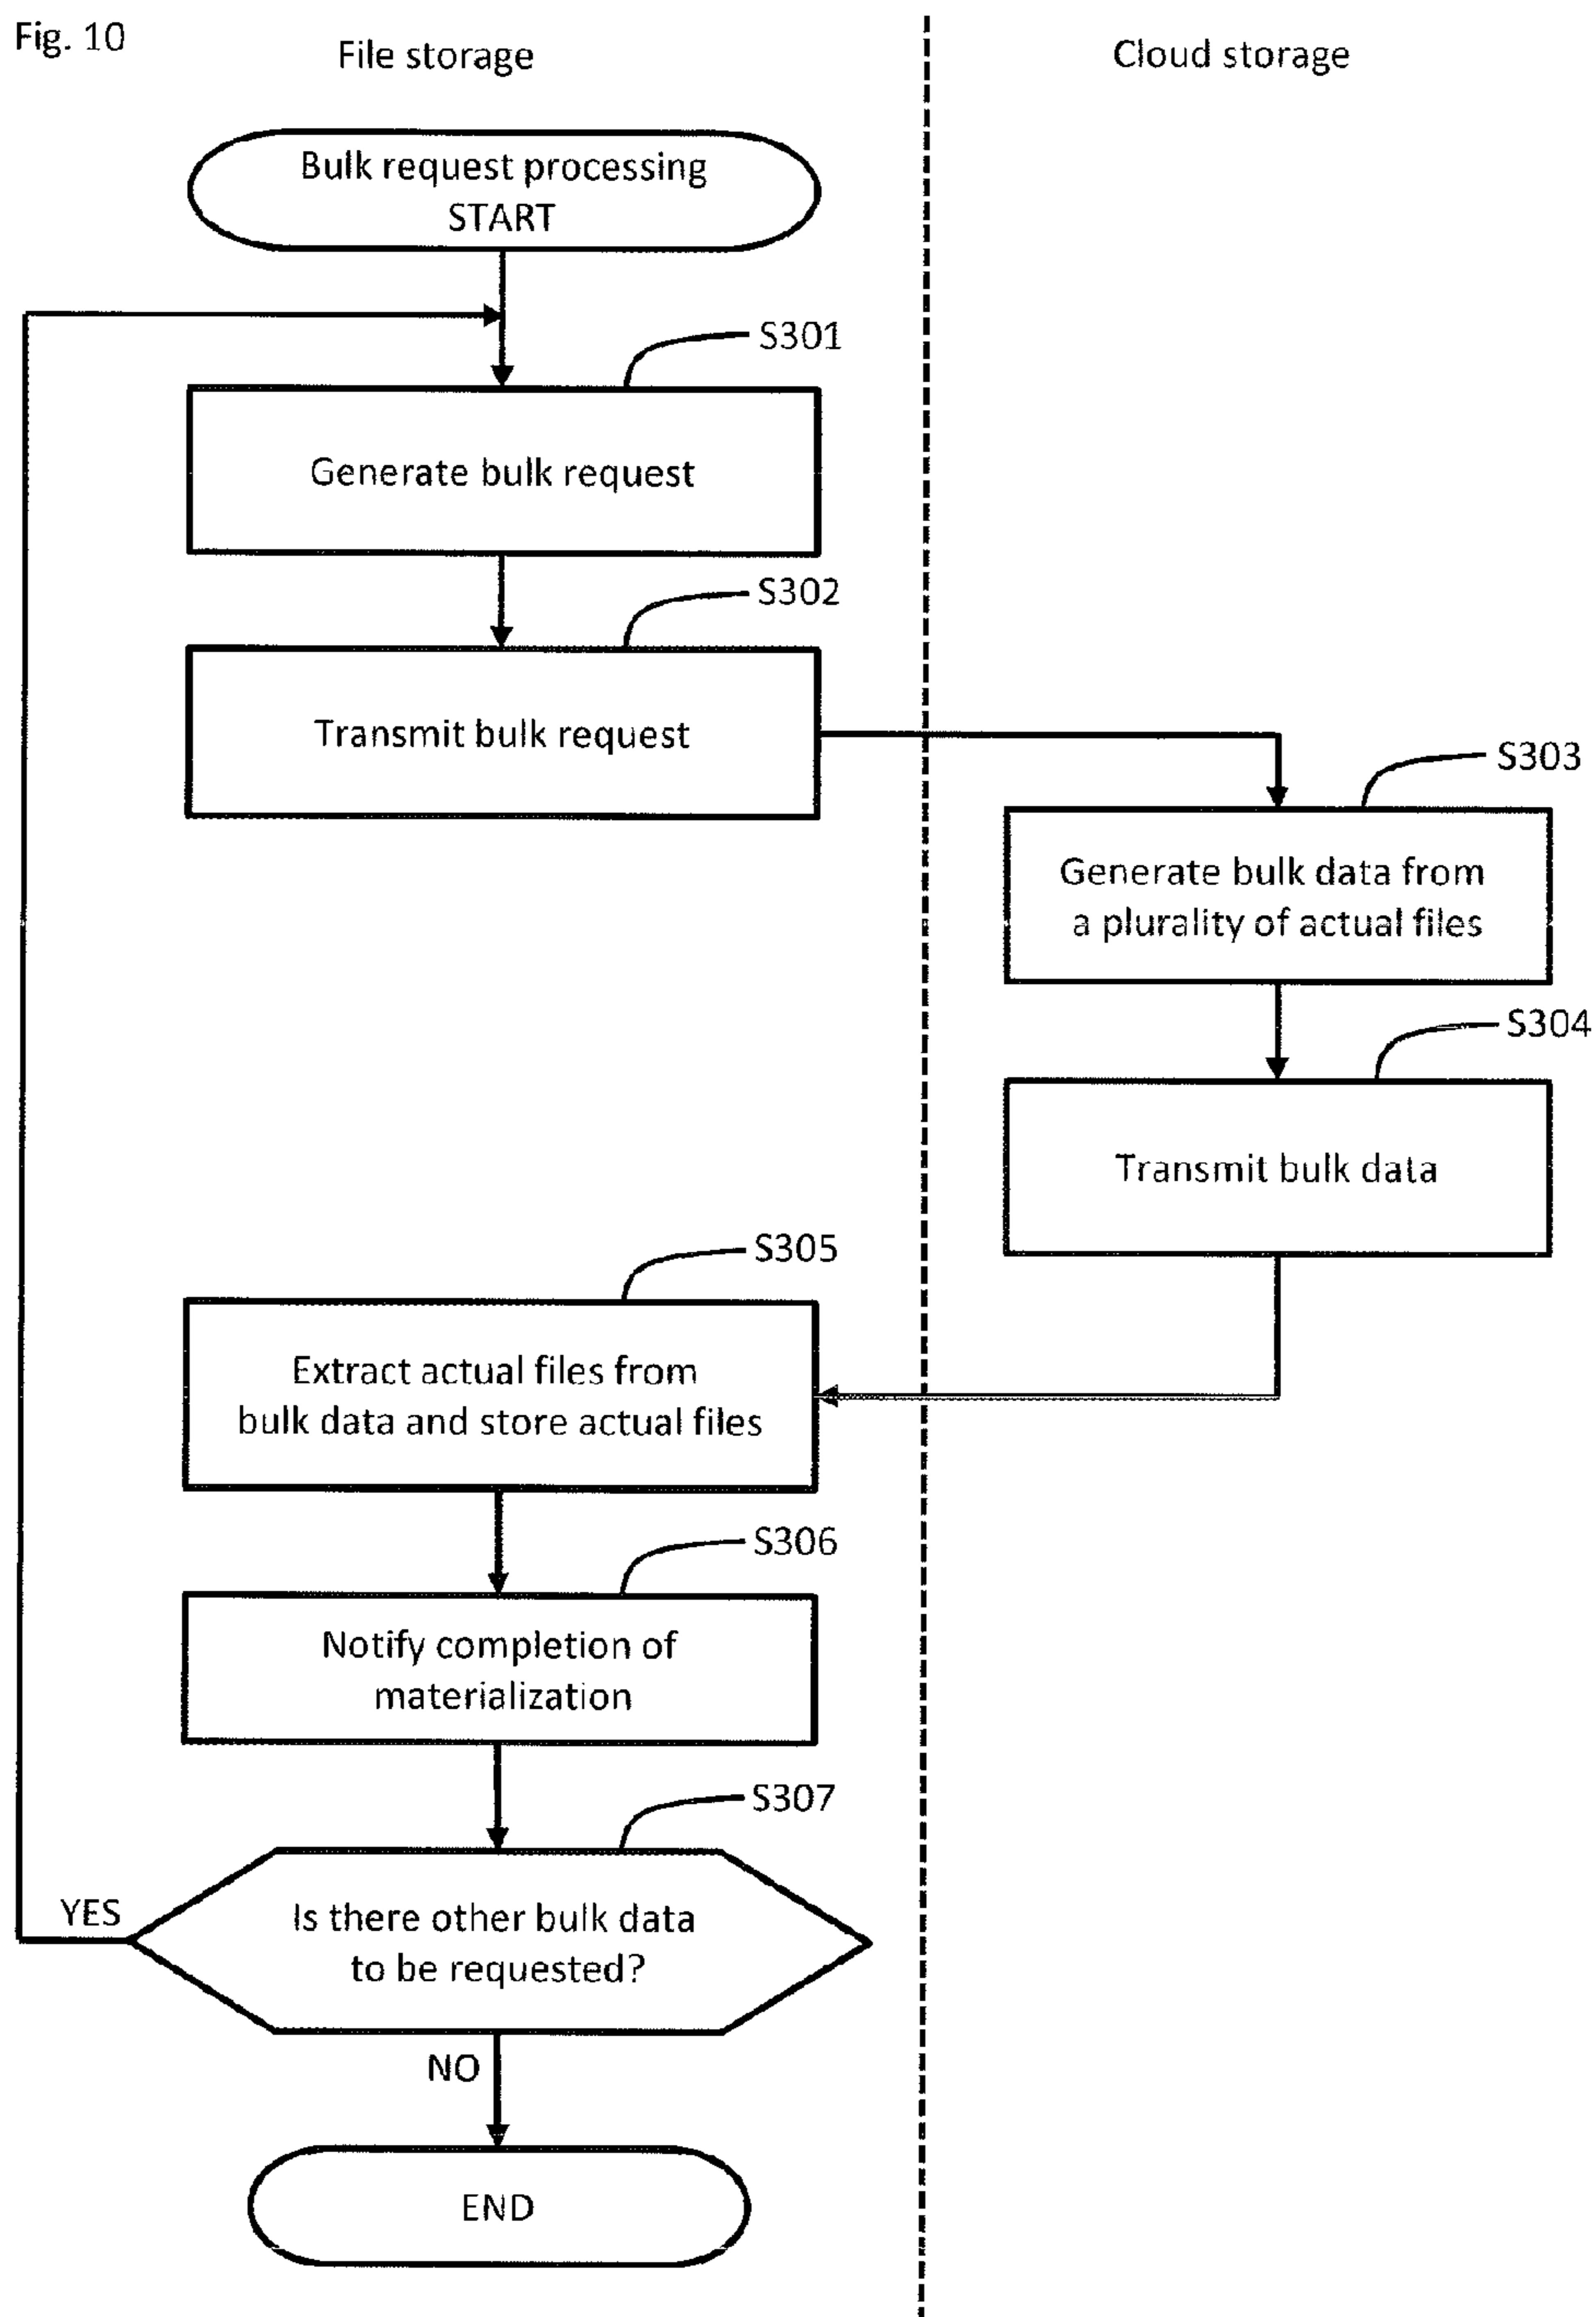 Fig. 10
File storage
Cloud storage
Bulk request processing
START
S301
Generate bulk request
S302
Transmit bulk request
S303
Generate bulk data from
a plurality of actual files
S304
Transmit bulk data
S305
Extract actual files from
bulk data and store actual files
S306
Notify completion of
materialization
S307
YES
Is there other bulk data
to be requested?
NO
END